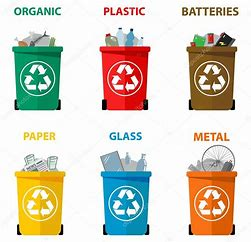 ORGANIC PLASTIC BATTERIES
PAPER GLASS METAL